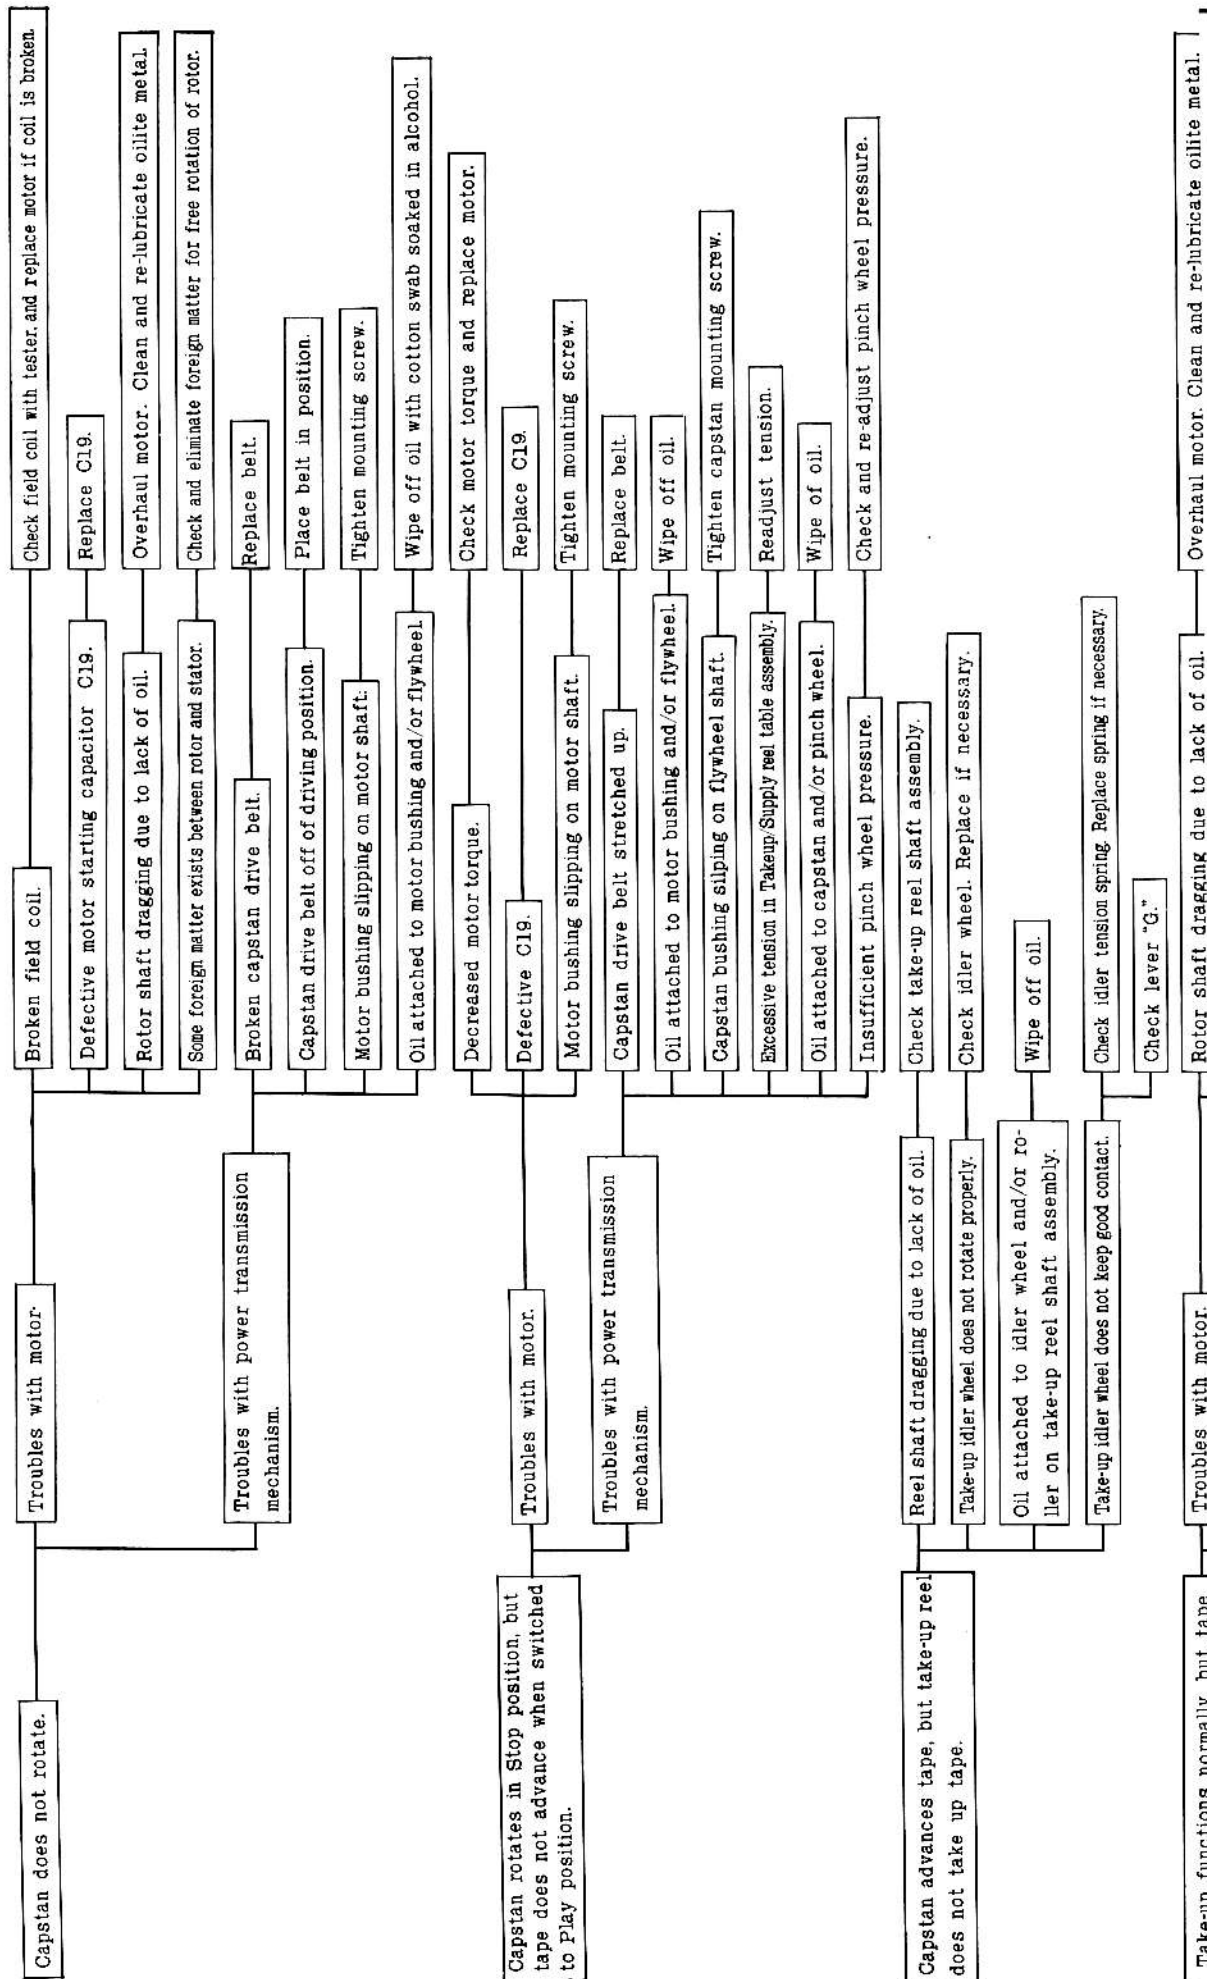 Capstan does not rotate.
Troubles with motor.
Broken field coil.
Check field coil with tester, and replace motor if coil is broken.
Defective motor starting capacitor C19.
Replace C19.
Rotor shaft dragging due to lack of oil.
Overhaul motor. Clean and re-lubricate oilite metal.
Some foreign matter exists between rotor and stator.
Check and eliminate foreign matter for free rotation of rotor.
Troubles with power transmission
mechanism.
Broken capstan drive belt.
Replace belt.
Capstan drive belt off of driving position.
Place belt in position.
Motor bushing slipping on motor shaft:
Tighten mounting screw.
Oil attached to motor bushing and/or flywheel.
Wipe off oil with cotton swab soaked in alcohol.
Capstan rotates in Stop position, but
tape does not advance when switched
to Play position.
Troubles with motor.
Decreased motor torque.
Check motor torque and replace motor.
Defective C19.
Replace C19.
Motor bushing slipping on motor shaft.
Tighten mounting screw.
Troubles with power transmission
mechanism.
Capstan drive belt stretched up.
Replace belt.
Oil attached to motor bushing and/or flywheel.
Wipe off oil.
Capstan bushing silping on flywheel shaft.
Tighten capstan mounting screw.
Excessive tension in Takeup/Supply reel table assembly.
Readjust tension.
Oil attached to capstan and/or pinch wheel.
Wipe of oil.
Insufficient pinch wheel pressure.
Check and re-adjust pinch wheel pressure.
Capstan advances tape, but take-up reel
does not take up tape.
Reel shaft dragging due to lack of oil.
Check take-up reel shaft assembly.
Take-up idler wheel does not rotate properly.
Check idler wheel. Replace if necessary.
Oil attached to idler wheel and/or ro-
ller on take-up reel shaft assembly.
Wipe off oil.
Take-up idler wheel does not keep good contact.
Check idler tension spring. Replace spring if necessary.
Check lever "G."
Take-up functions normally, but tape
Troubles with motor.
Rotor shaft dragging due to lack of oil.
Overhaul motor. Clean and re-lubricate oilite metal.